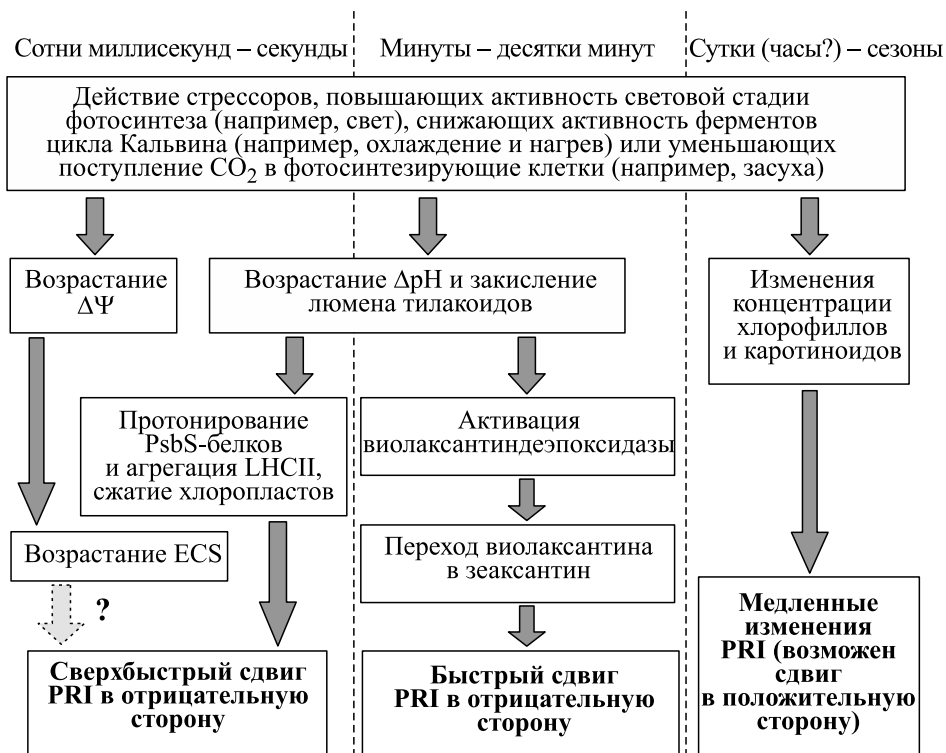 Сотни миллисекунд – секунды
Минуты – десятки минут
Сутки (часы?) – сезоны
Действие стрессоров, повышающих активность световой стадии
фотосинтеза (например, свет), снижающих активность ферментов
цикла Кальвина (например, охлаждение и нагрев) или уменьшающих
поступление CO2 в фотосинтезирующие клетки (например, засуха)
Возрастание
ΔΨ
Возрастание ΔpH и закисление
люмена тилакоидов
Изменения
концентрации
хлорофиллов
и каротиноидов
Протонирование
PsbS-белков
и агрегация LHCII,
сжатие хлоропластов
Активация
виолаксантиндеэпоксидазы
Возрастание ECS
Переход виолаксантина
в зеаксантин
?
Сверхбыстрый сдвиг
PRI в отрицательную
сторону
Быстрый сдвиг
PRI в отрицательную
сторону
Медленные
изменения
PRI (возможен
сдвиг
в положительную
сторону)